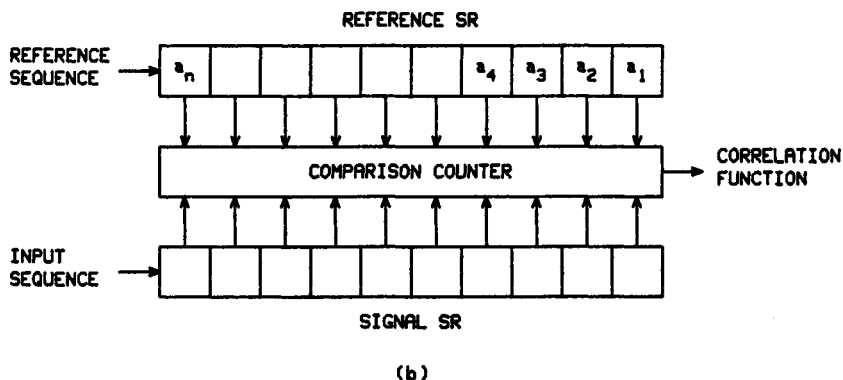 REFERENCE SR
REFERENCE
SEQUENCE
aₙ a₄ a₃ a₂ a₁
COMPARISON COUNTER
CORRELATION
FUNCTION
INPUT
SEQUENCE
SIGNAL SR
(b)